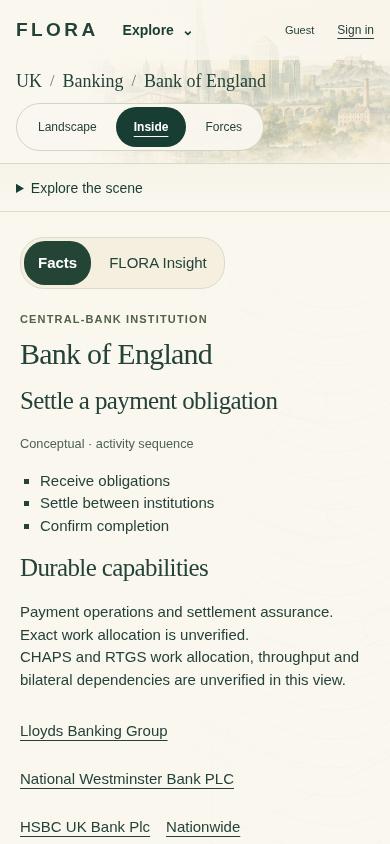 FLORA Explore Guest Sign in
UK / Banking / Bank of England
Landscape Inside Forces
Explore the scene
Facts FLORA Insight
CENTRAL-BANK INSTITUTION
Bank of England
Settle a payment obligation
Conceptual · activity sequence
Receive obligations
Settle between institutions
Confirm completion
Durable capabilities
Payment operations and settlement assurance.
Exact work allocation is unverified.
CHAPS and RTGS work allocation, throughput and
bilateral dependencies are unverified in this view.
Lloyds Banking Group
National Westminster Bank PLC
HSBC UK Bank Plc Nationwide